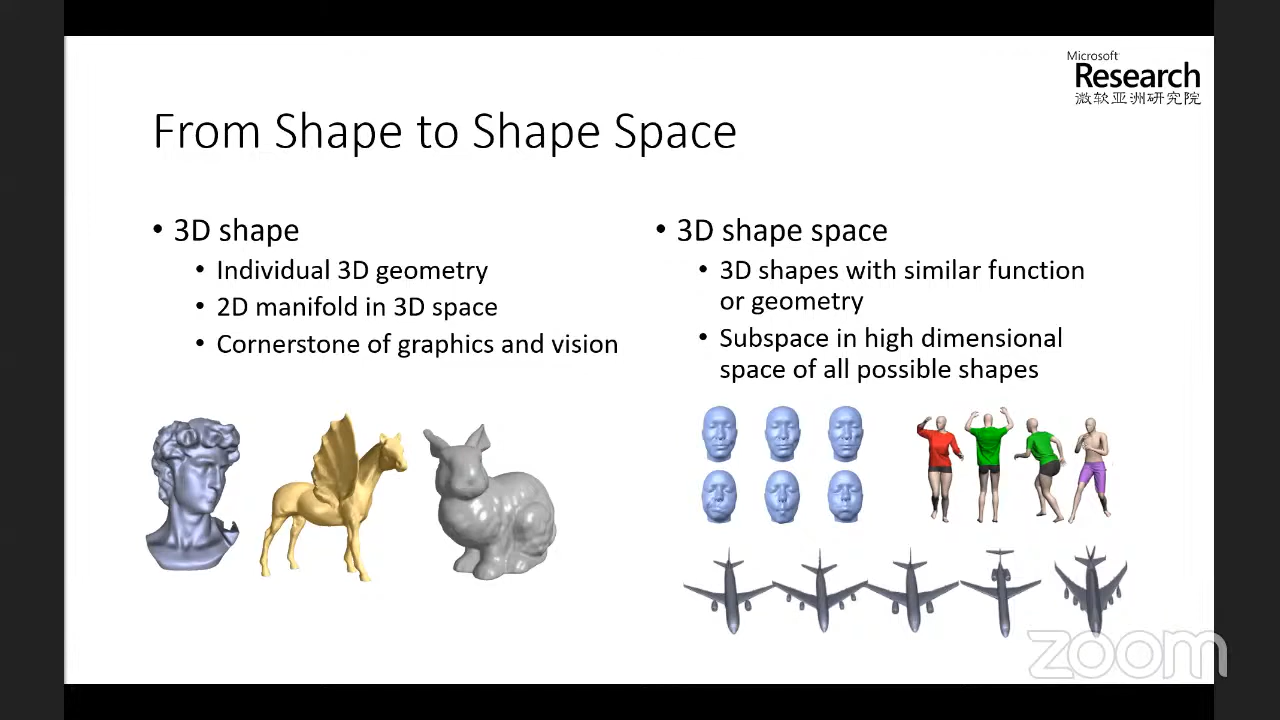 Microsoft
Research
微软亚洲研究院
From Shape to Shape Space
• 3D shape
• Individual 3D geometry
• 2D manifold in 3D space
• Cornerstone of graphics and vision
• 3D shape space
• 3D shapes with similar function
or geometry
• Subspace in high dimensional
space of all possible shapes
zoom